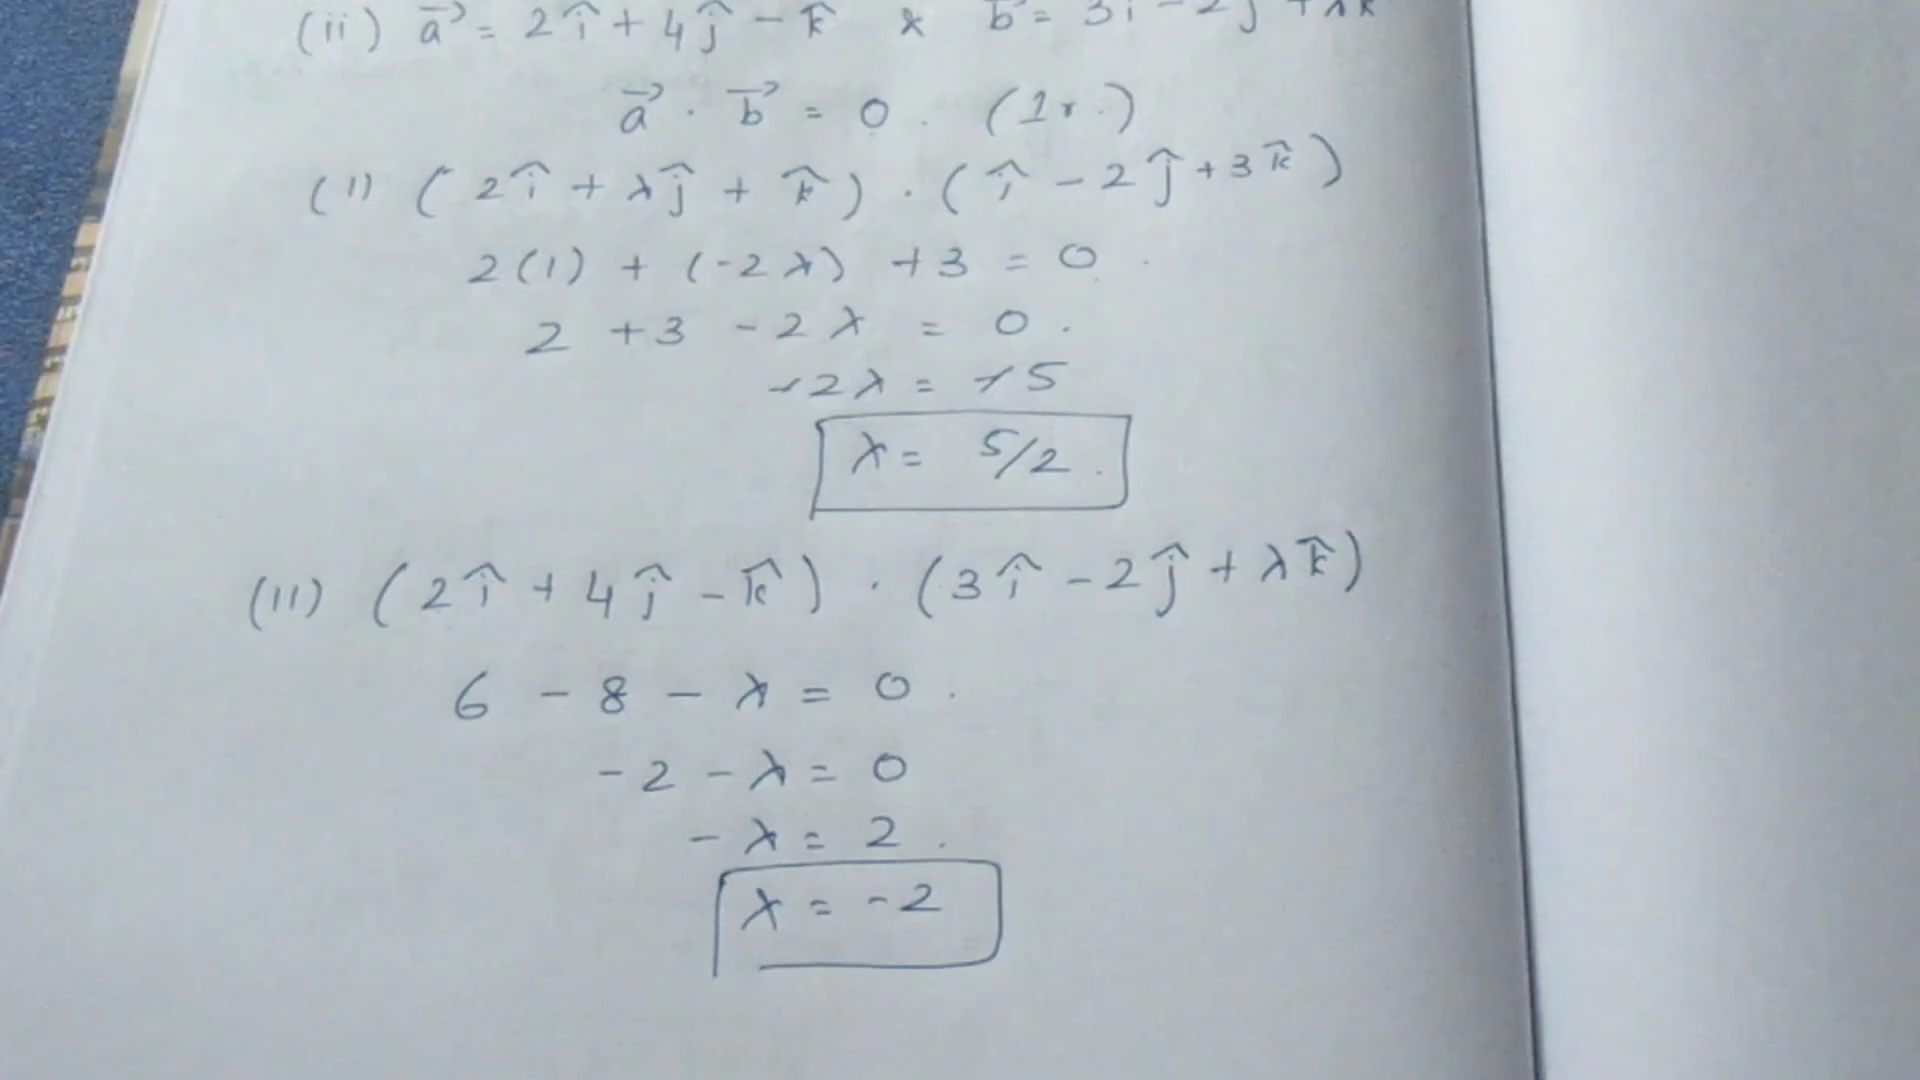 (ii) a⃗ = 2î + 4ĵ - k̂ & b⃗ = 3î - 2ĵ + λk̂
a⃗ . b⃗ = 0 .
(i) (2î + λĵ + k̂) . (î - 2ĵ + 3k̂)
2(1) + (-2λ) + 3 = 0
2 + 3 - 2λ = 0 .
-2λ = -5
λ = 5/2 .
(ii) (2î + 4ĵ - k̂) . (3î - 2ĵ + λk̂)
6 - 8 - λ = 0 .
-2 - λ = 0
-λ = 2 .
λ = -2